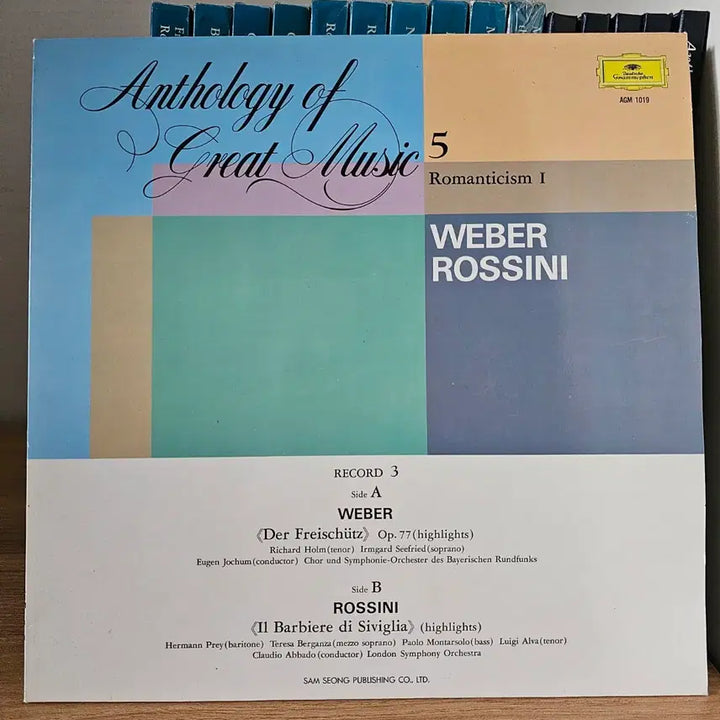 Anthology of
Great Music
5
Romanticism I
WEBER
ROSSINI
Deutsche
Grammophon
AGM 1019
RECORD 3
Side A
WEBER
《Der Freischütz》 Op. 77 (highlights)
Richard Holm (tenor) Irmgard Seefried (soprano)
Eugen Jochum (conductor) Chor und Symphonie-Orchester des Bayerischen Rundfunks
Side B
ROSSINI
《Il Barbiere di Siviglia》 (highlights)
Hermann Prey (baritone) Teresa Berganza (mezzo soprano) Paolo Montarsolo (bass) Luigi Alva (tenor)
Claudio Abbado (conductor) London Symphony Orchestra
SAM SEONG PUBLISHING CO., LTD.